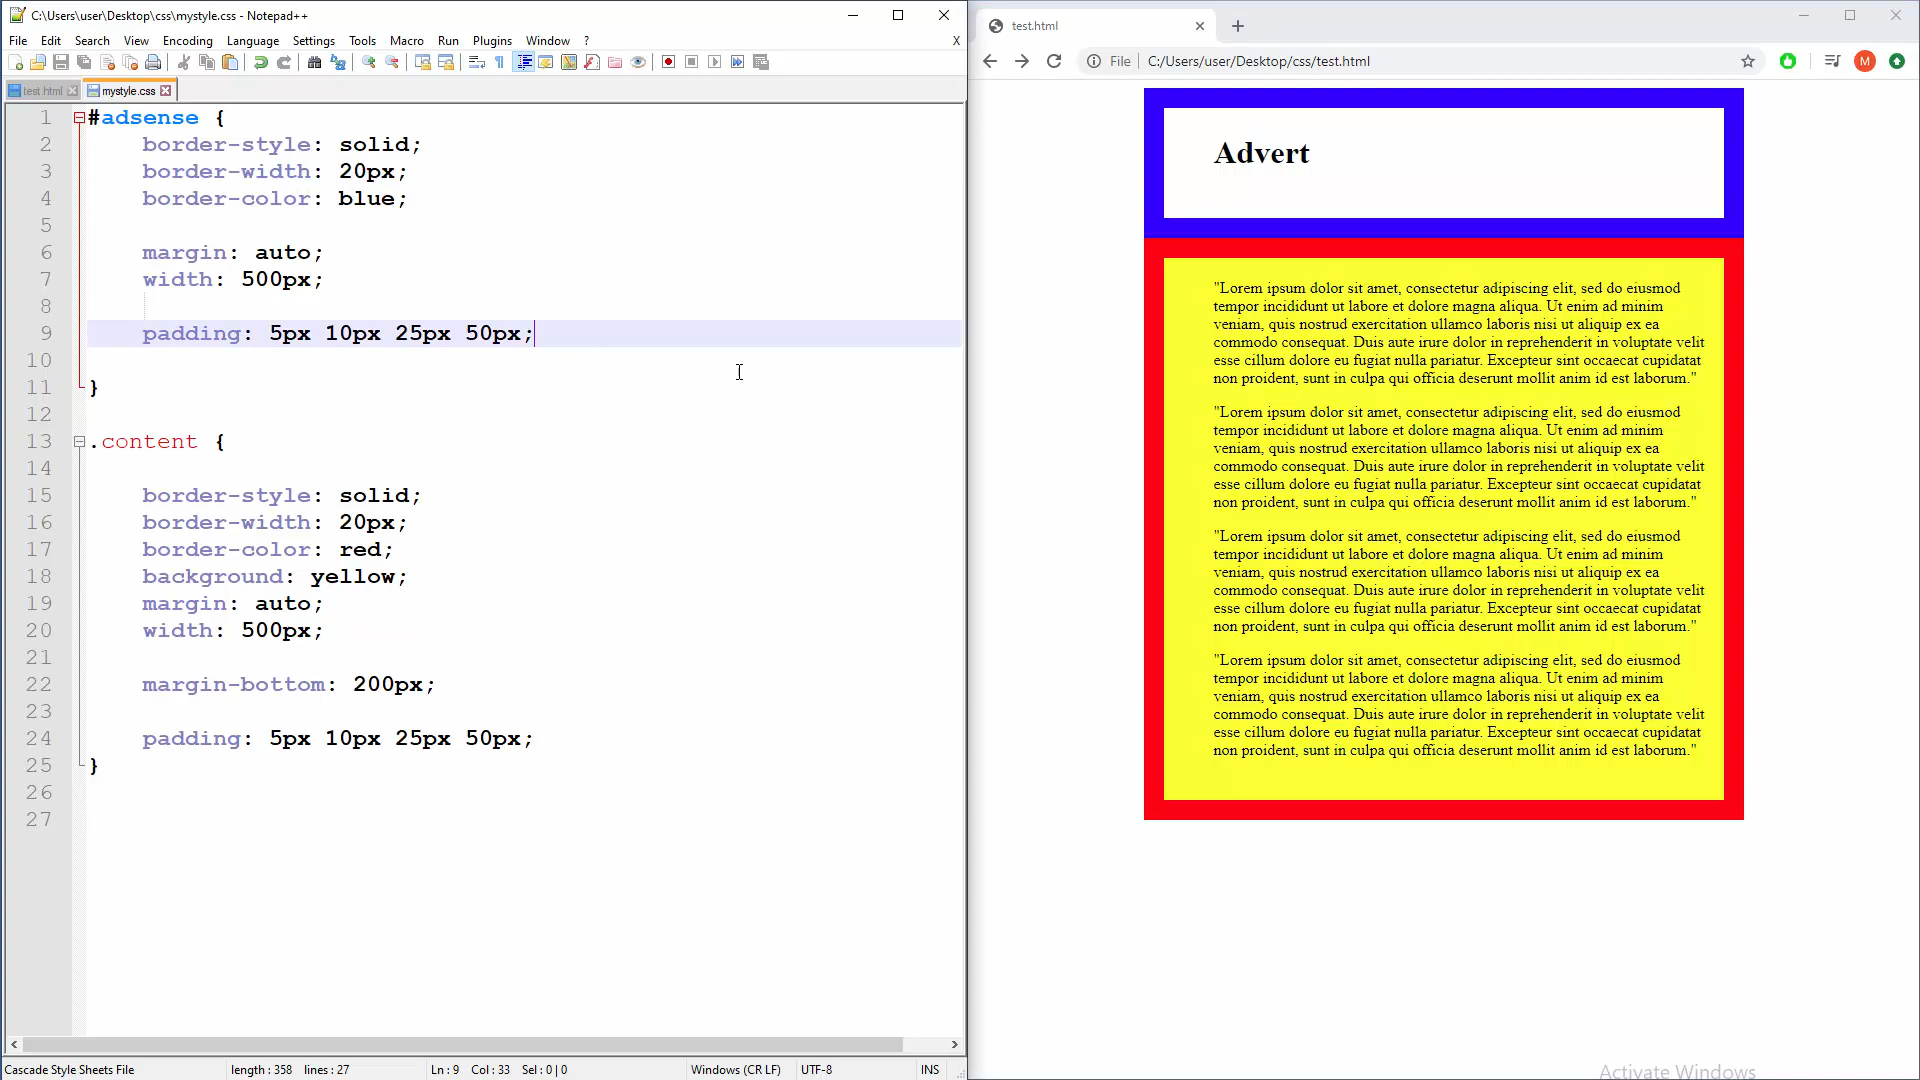 C:\Users\user\Desktop\css\mystyle.css - Notepad++
File Edit Search View Encoding Language Settings Tools Macro Run Plugins Window ? X
test.html mystyle.css
1 #adsense {
2 border-style: solid;
3 border-width: 20px;
4 border-color: blue;
5
6 margin: auto;
7 width: 500px;
8
9 padding: 5px 10px 25px 50px;
10
11 }
12
13 .content {
14
15 border-style: solid;
16 border-width: 20px;
17 border-color: red;
18 background: yellow;
19 margin: auto;
20 width: 500px;
21
22 margin-bottom: 200px;
23
24 padding: 5px 10px 25px 50px;
25 }
26
27
Cascade Style Sheets File length : 358 lines : 27 Ln : 9 Col : 33 Sel : 0 | 0 Windows (CR LF) UTF-8 INS
test.html
File C:/Users/user/Desktop/css/test.html M
Advert
"Lorem ipsum dolor sit amet, consectetur adipiscing elit, sed do eiusmod
tempor incididunt ut labore et dolore magna aliqua. Ut enim ad minim
veniam, quis nostrud exercitation ullamco laboris nisi ut aliquip ex ea
commodo consequat. Duis aute irure dolor in reprehenderit in voluptate velit
esse cillum dolore eu fugiat nulla pariatur. Excepteur sint occaecat cupidatat
non proident, sunt in culpa qui officia deserunt mollit anim id est laborum."
"Lorem ipsum dolor sit amet, consectetur adipiscing elit, sed do eiusmod
tempor incididunt ut labore et dolore magna aliqua. Ut enim ad minim
veniam, quis nostrud exercitation ullamco laboris nisi ut aliquip ex ea
commodo consequat. Duis aute irure dolor in reprehenderit in voluptate velit
esse cillum dolore eu fugiat nulla pariatur. Excepteur sint occaecat cupidatat
non proident, sunt in culpa qui officia deserunt mollit anim id est laborum."
"Lorem ipsum dolor sit amet, consectetur adipiscing elit, sed do eiusmod
tempor incididunt ut labore et dolore magna aliqua. Ut enim ad minim
veniam, quis nostrud exercitation ullamco laboris nisi ut aliquip ex ea
commodo consequat. Duis aute irure dolor in reprehenderit in voluptate velit
esse cillum dolore eu fugiat nulla pariatur. Excepteur sint occaecat cupidatat
non proident, sunt in culpa qui officia deserunt mollit anim id est laborum."
"Lorem ipsum dolor sit amet, consectetur adipiscing elit, sed do eiusmod
tempor incididunt ut labore et dolore magna aliqua. Ut enim ad minim
veniam, quis nostrud exercitation ullamco laboris nisi ut aliquip ex ea
commodo consequat. Duis aute irure dolor in reprehenderit in voluptate velit
esse cillum dolore eu fugiat nulla pariatur. Excepteur sint occaecat cupidatat
non proident, sunt in culpa qui officia deserunt mollit anim id est laborum."
Activate Windows